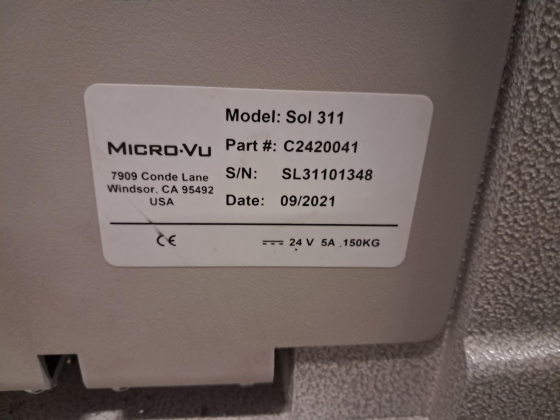 Model: Sol 311
MICRO·VU
Part #: C2420041
7909 Conde Lane
Windsor, CA 95492
USA
S/N: SL31101348
Date: 09/2021
CE
24 V 5A 150KG